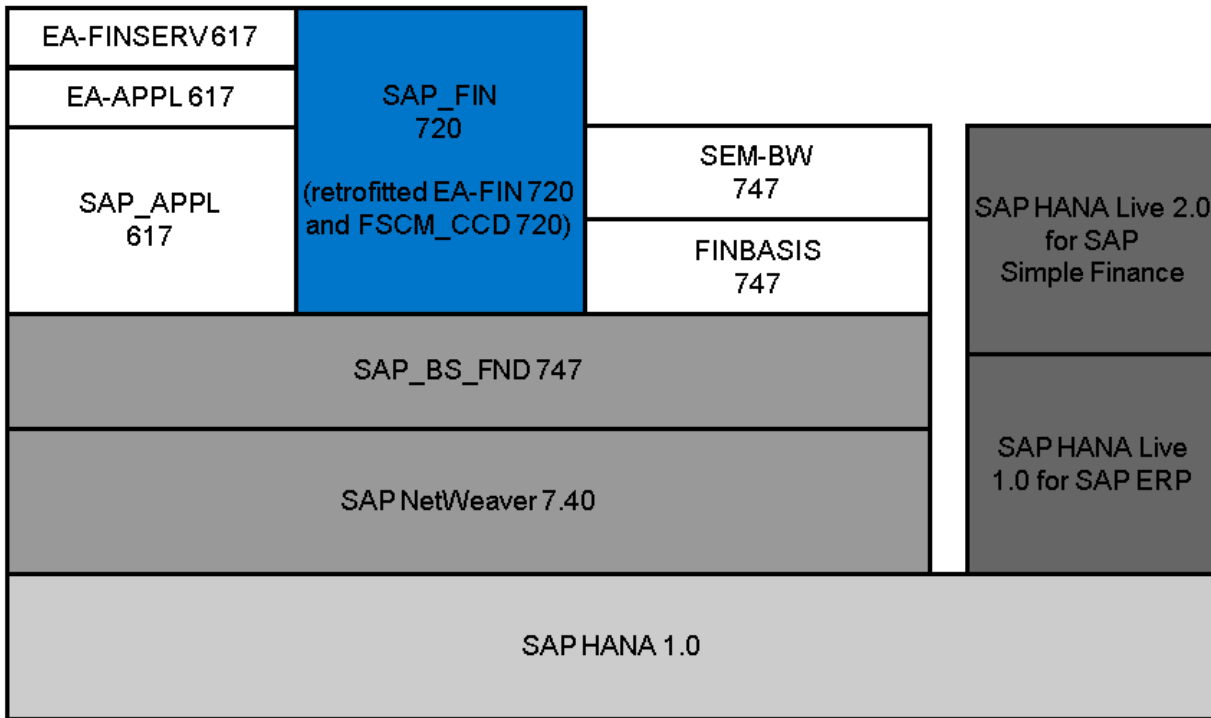 EA-FINSERV 617
EA-APPL 617
SAP_APPL
617
SAP_FIN
720
(retrofitted EA-FIN 720
and FSCM_CCD 720)
SEM-BW
747
FINBASIS
747
SAP HANA Live 2.0
for SAP
Simple Finance
SAP_BS_FND 747
SAP NetWeaver 7.40
SAP HANA Live
1.0 for SAP ERP
SAP HANA 1.0